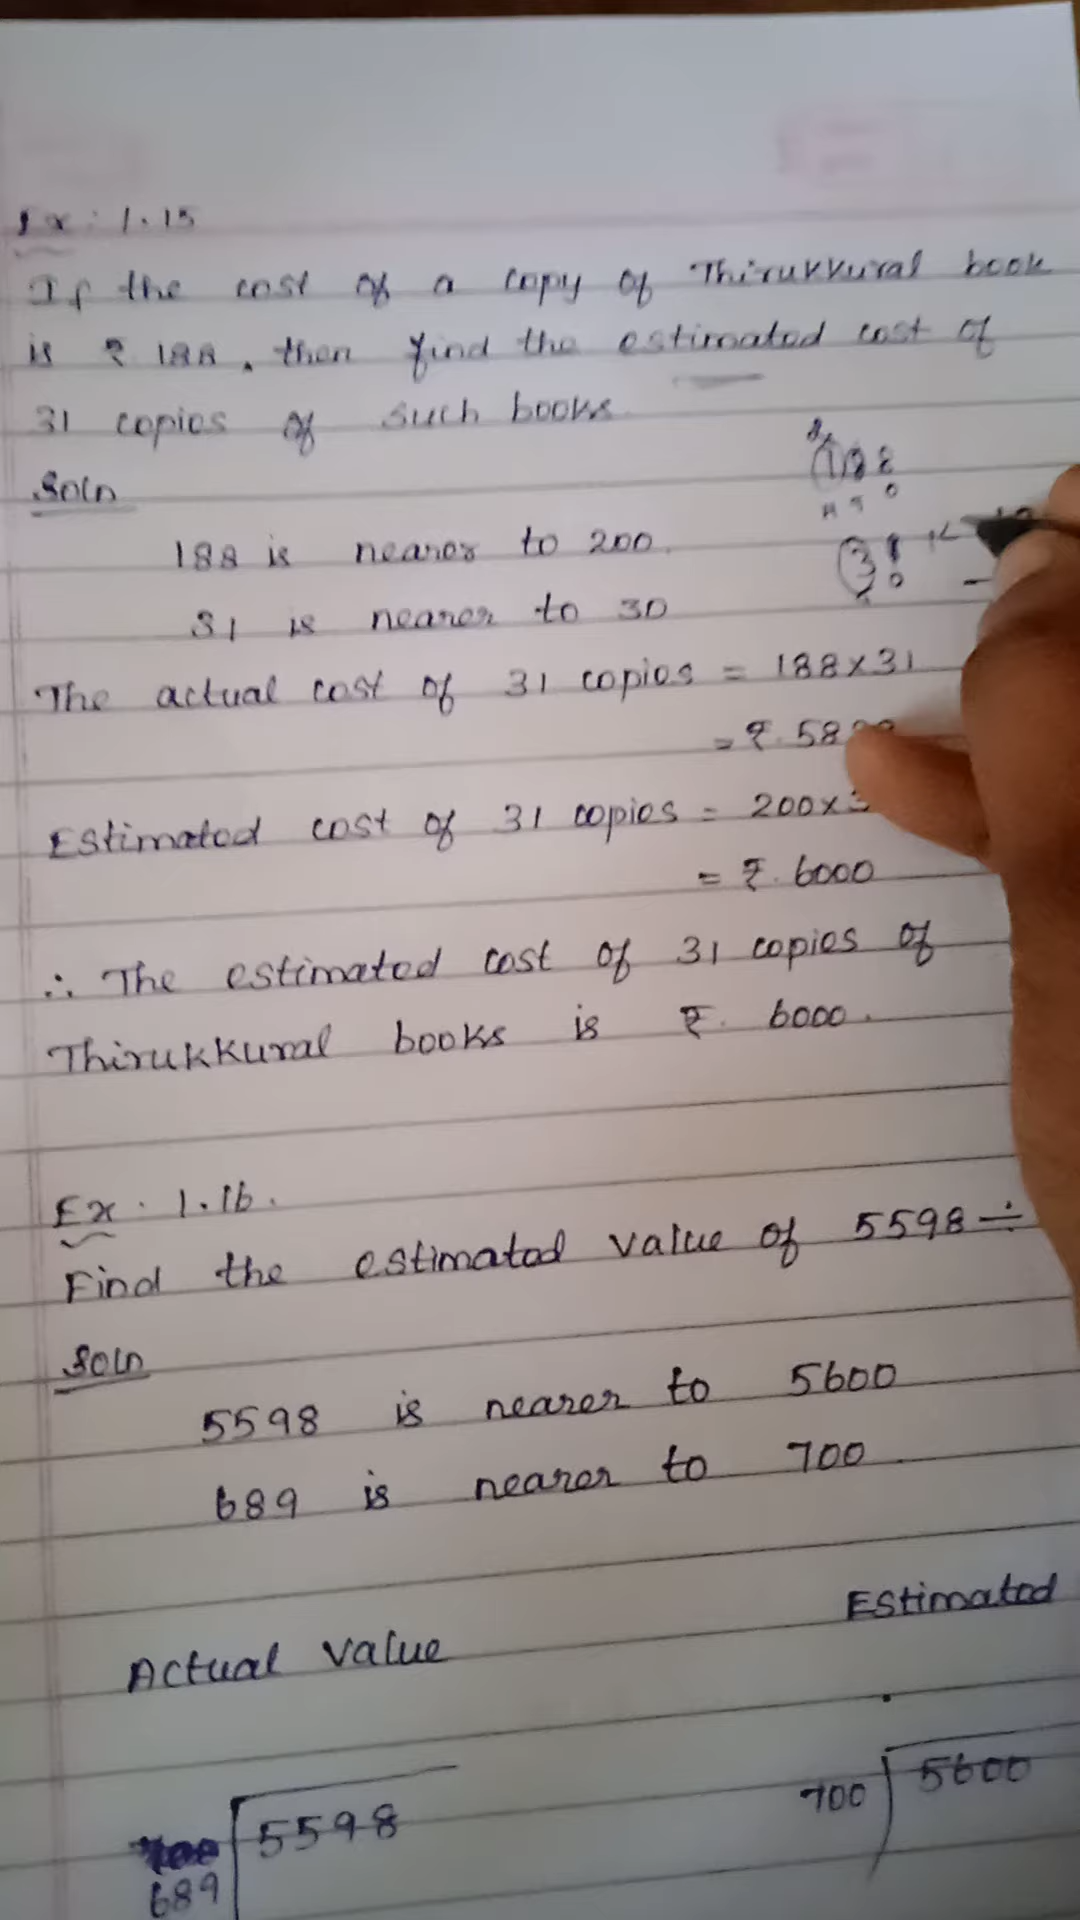 Ex : 1.15
If the cost of a copy of Thirukkural book
is ₹ 188, then find the estimated cost of
31 copies of such books.
Soln
188
H T O
188 is nearer to 200.
31
31 is nearer to 30
The actual cost of 31 copies = 188 x 31
= ₹. 58
Estimated cost of 31 copies = 200 x 3
= ₹. 6000
∴ The estimated cost of 31 copies of
Thirukkural books is ₹. 6000.
Ex . 1.16.
Find the estimated value of 5598 ÷
Soln
5598 is nearer to 5600
689 is nearer to 700.
Actual value Estimated
5598 700 5600
689